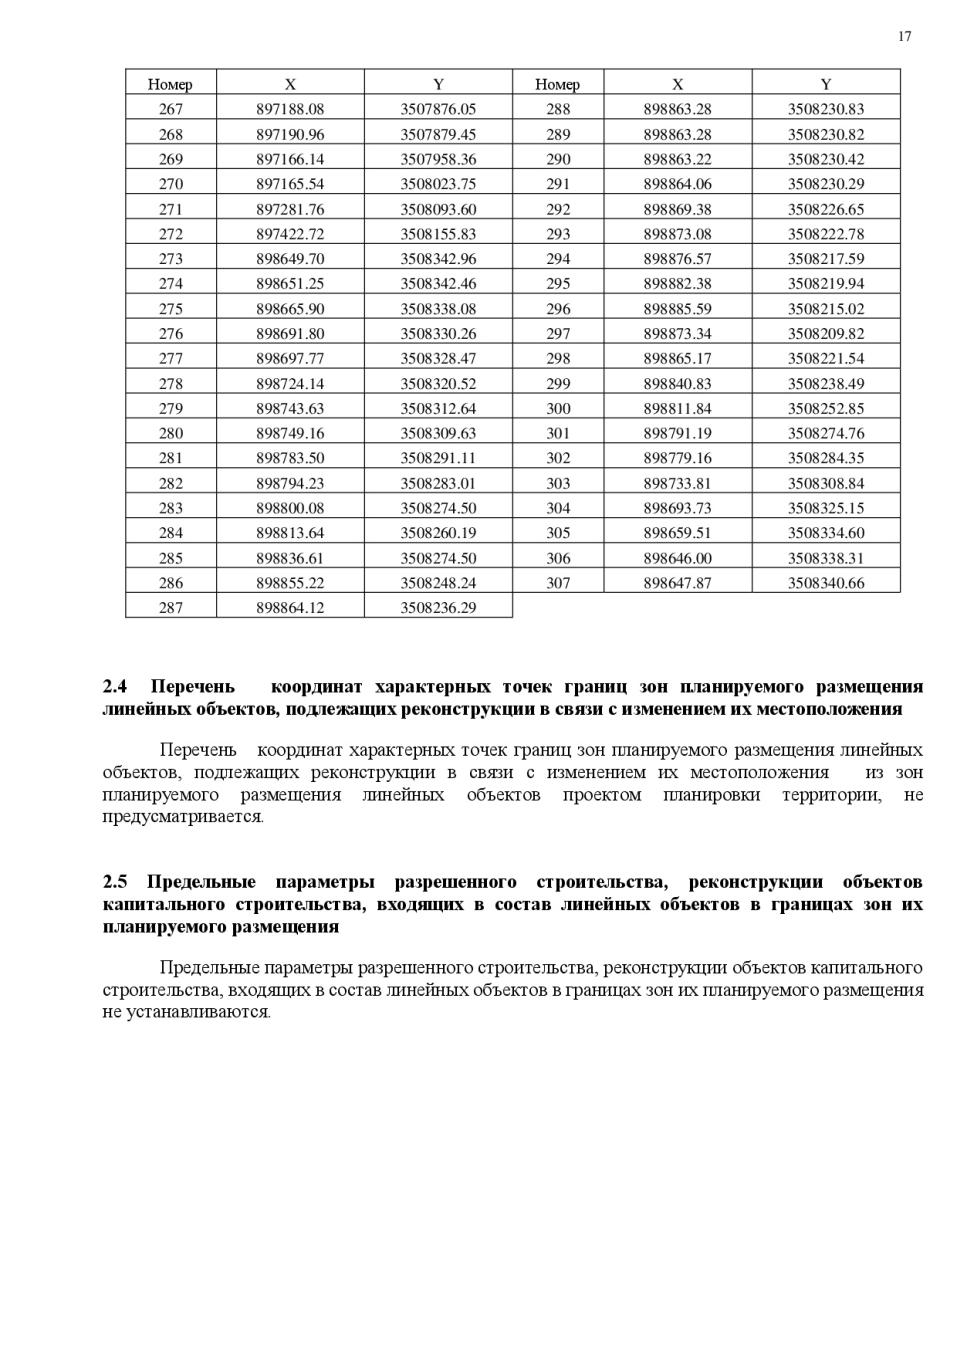 17
Номер X Y Номер X Y
267 897188.08 3507876.05 288 898863.28 3508230.83
268 897190.96 3507879.45 289 898863.28 3508230.82
269 897166.14 3507958.36 290 898863.22 3508230.42
270 897165.54 3508023.75 291 898864.06 3508230.29
271 897281.76 3508093.60 292 898869.38 3508226.65
272 897422.72 3508155.83 293 898873.08 3508222.78
273 898649.70 3508342.96 294 898876.57 3508217.59
274 898651.25 3508342.46 295 898882.38 3508219.94
275 898665.90 3508338.08 296 898885.59 3508215.02
276 898691.80 3508330.26 297 898873.34 3508209.82
277 898697.77 3508328.47 298 898865.17 3508221.54
278 898724.14 3508320.52 299 898840.83 3508238.49
279 898743.63 3508312.64 300 898811.84 3508252.85
280 898749.16 3508309.63 301 898791.19 3508274.76
281 898783.50 3508291.11 302 898779.16 3508284.35
282 898794.23 3508283.01 303 898733.81 3508308.84
283 898800.08 3508274.50 304 898693.73 3508325.15
284 898813.64 3508260.19 305 898659.51 3508334.60
285 898836.61 3508274.50 306 898646.00 3508338.31
286 898855.22 3508248.24 307 898647.87 3508340.66
287 898864.12 3508236.29
2.4 Перечень координат характерных точек границ зон планируемого размещения
линейных объектов, подлежащих реконструкции в связи с изменением их местоположения
Перечень координат характерных точек границ зон планируемого размещения линейных
объектов, подлежащих реконструкции в связи с изменением их местоположения из зон
планируемого размещения линейных объектов проектом планировки территории, не
предусматривается.
2.5 Предельные параметры разрешенного строительства, реконструкции объектов
капитального строительства, входящих в состав линейных объектов в границах зон их
планируемого размещения
Предельные параметры разрешенного строительства, реконструкции объектов капитального
строительства, входящих в состав линейных объектов в границах зон их планируемого размещения
не устанавливаются.